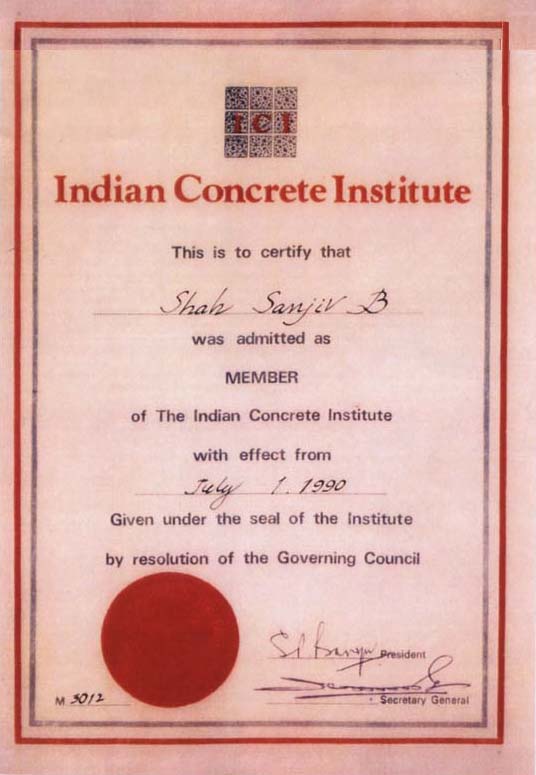 ICI
Indian Concrete Institute
This is to certify that
Shah Sanjiv B
was admitted as
MEMBER
of The Indian Concrete Institute
with effect from
July 1. 1990
Given under the seal of the Institute
by resolution of the Governing Council
President
M 3012
Secretary General